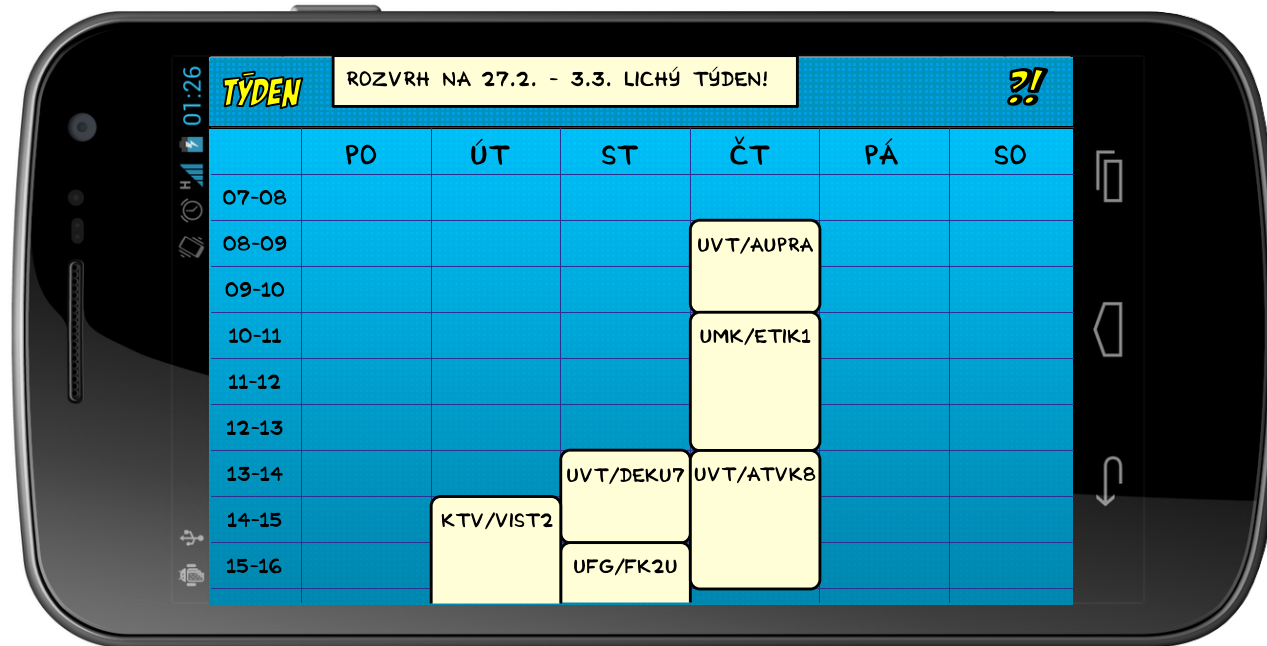 01:26
H
TÝDEN
ROZVRH NA 27.2. - 3.3. LICHÝ TÝDEN!
?!
PO ÚT ST ČT PÁ SO
07-08
08-09 UVT/AUPRA
09-10
10-11 UMK/ETIK1
11-12
12-13
13-14 UVT/DEKU7 UVT/ATVK8
14-15 KTV/VIST2
15-16 UFG/FK2U